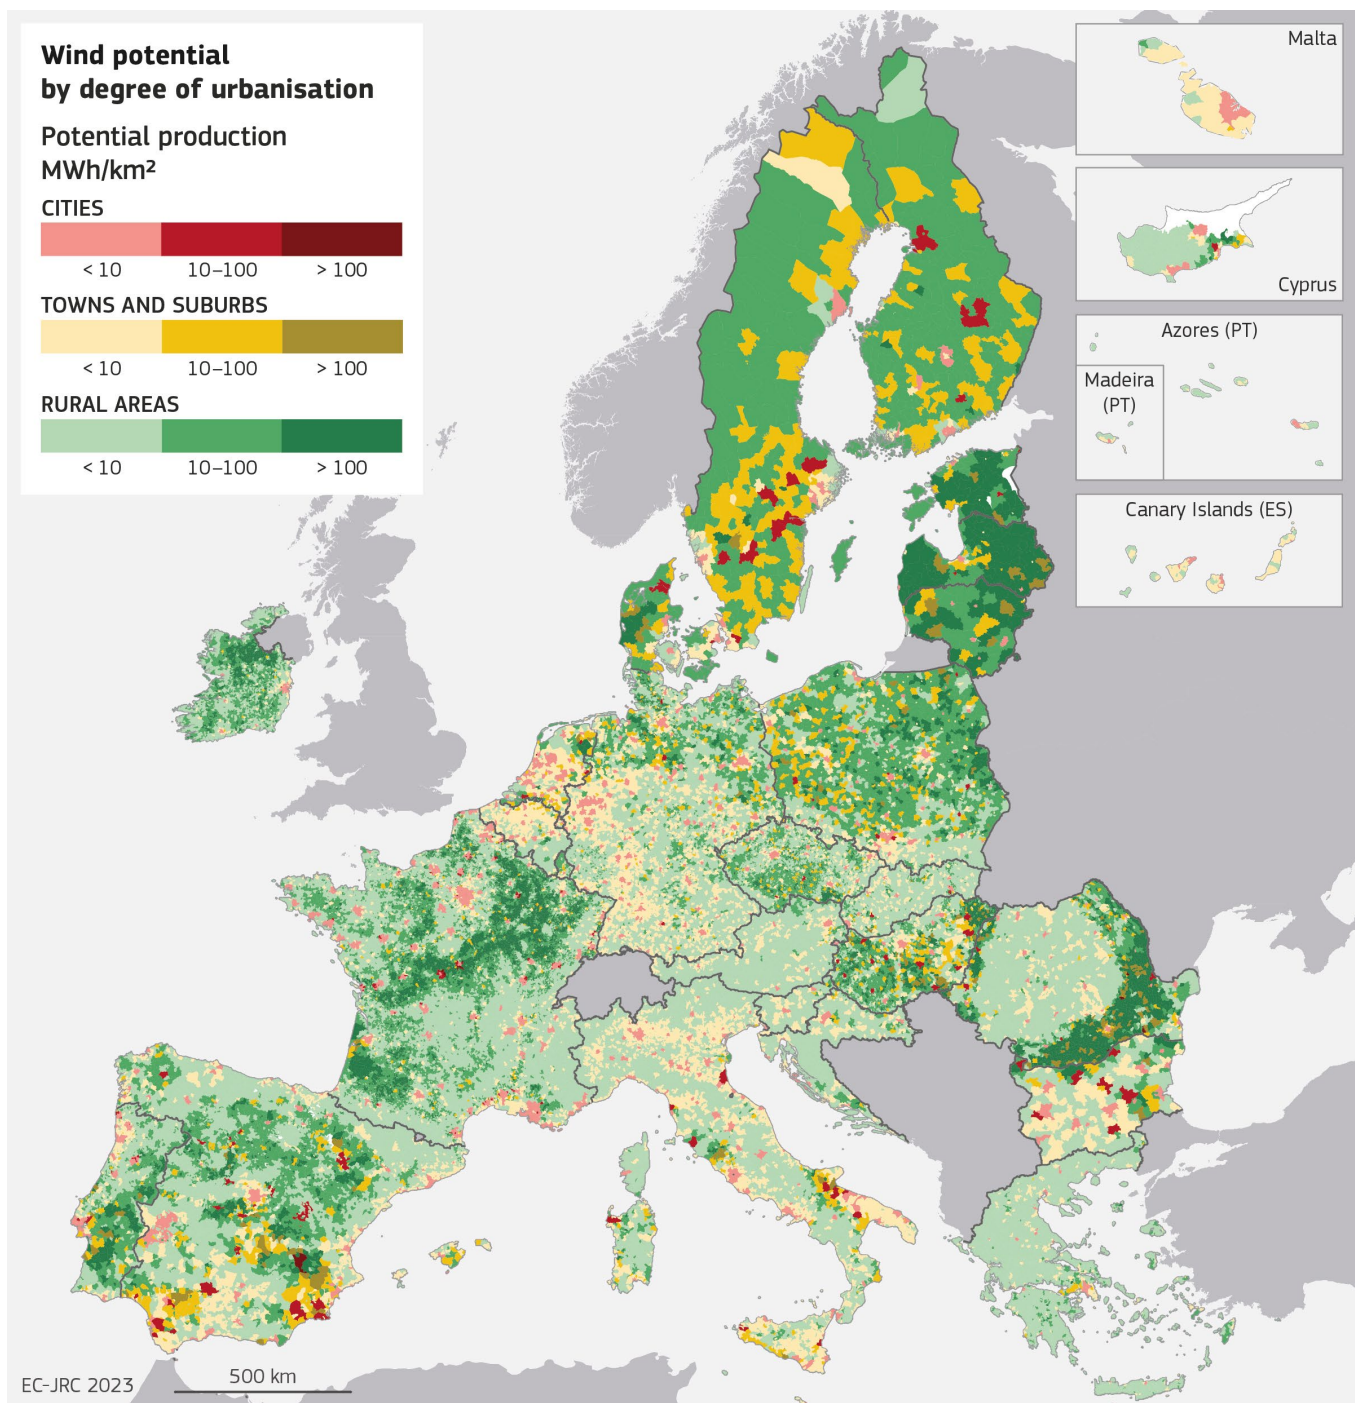 Wind potential
by degree of urbanisation
Potential production
MWh/km²
CITIES
< 10 10–100 > 100
TOWNS AND SUBURBS
< 10 10–100 > 100
RURAL AREAS
< 10 10–100 > 100
Malta
Cyprus
Azores (PT)
Madeira
(PT)
Canary Islands (ES)
500 km
EC-JRC 2023